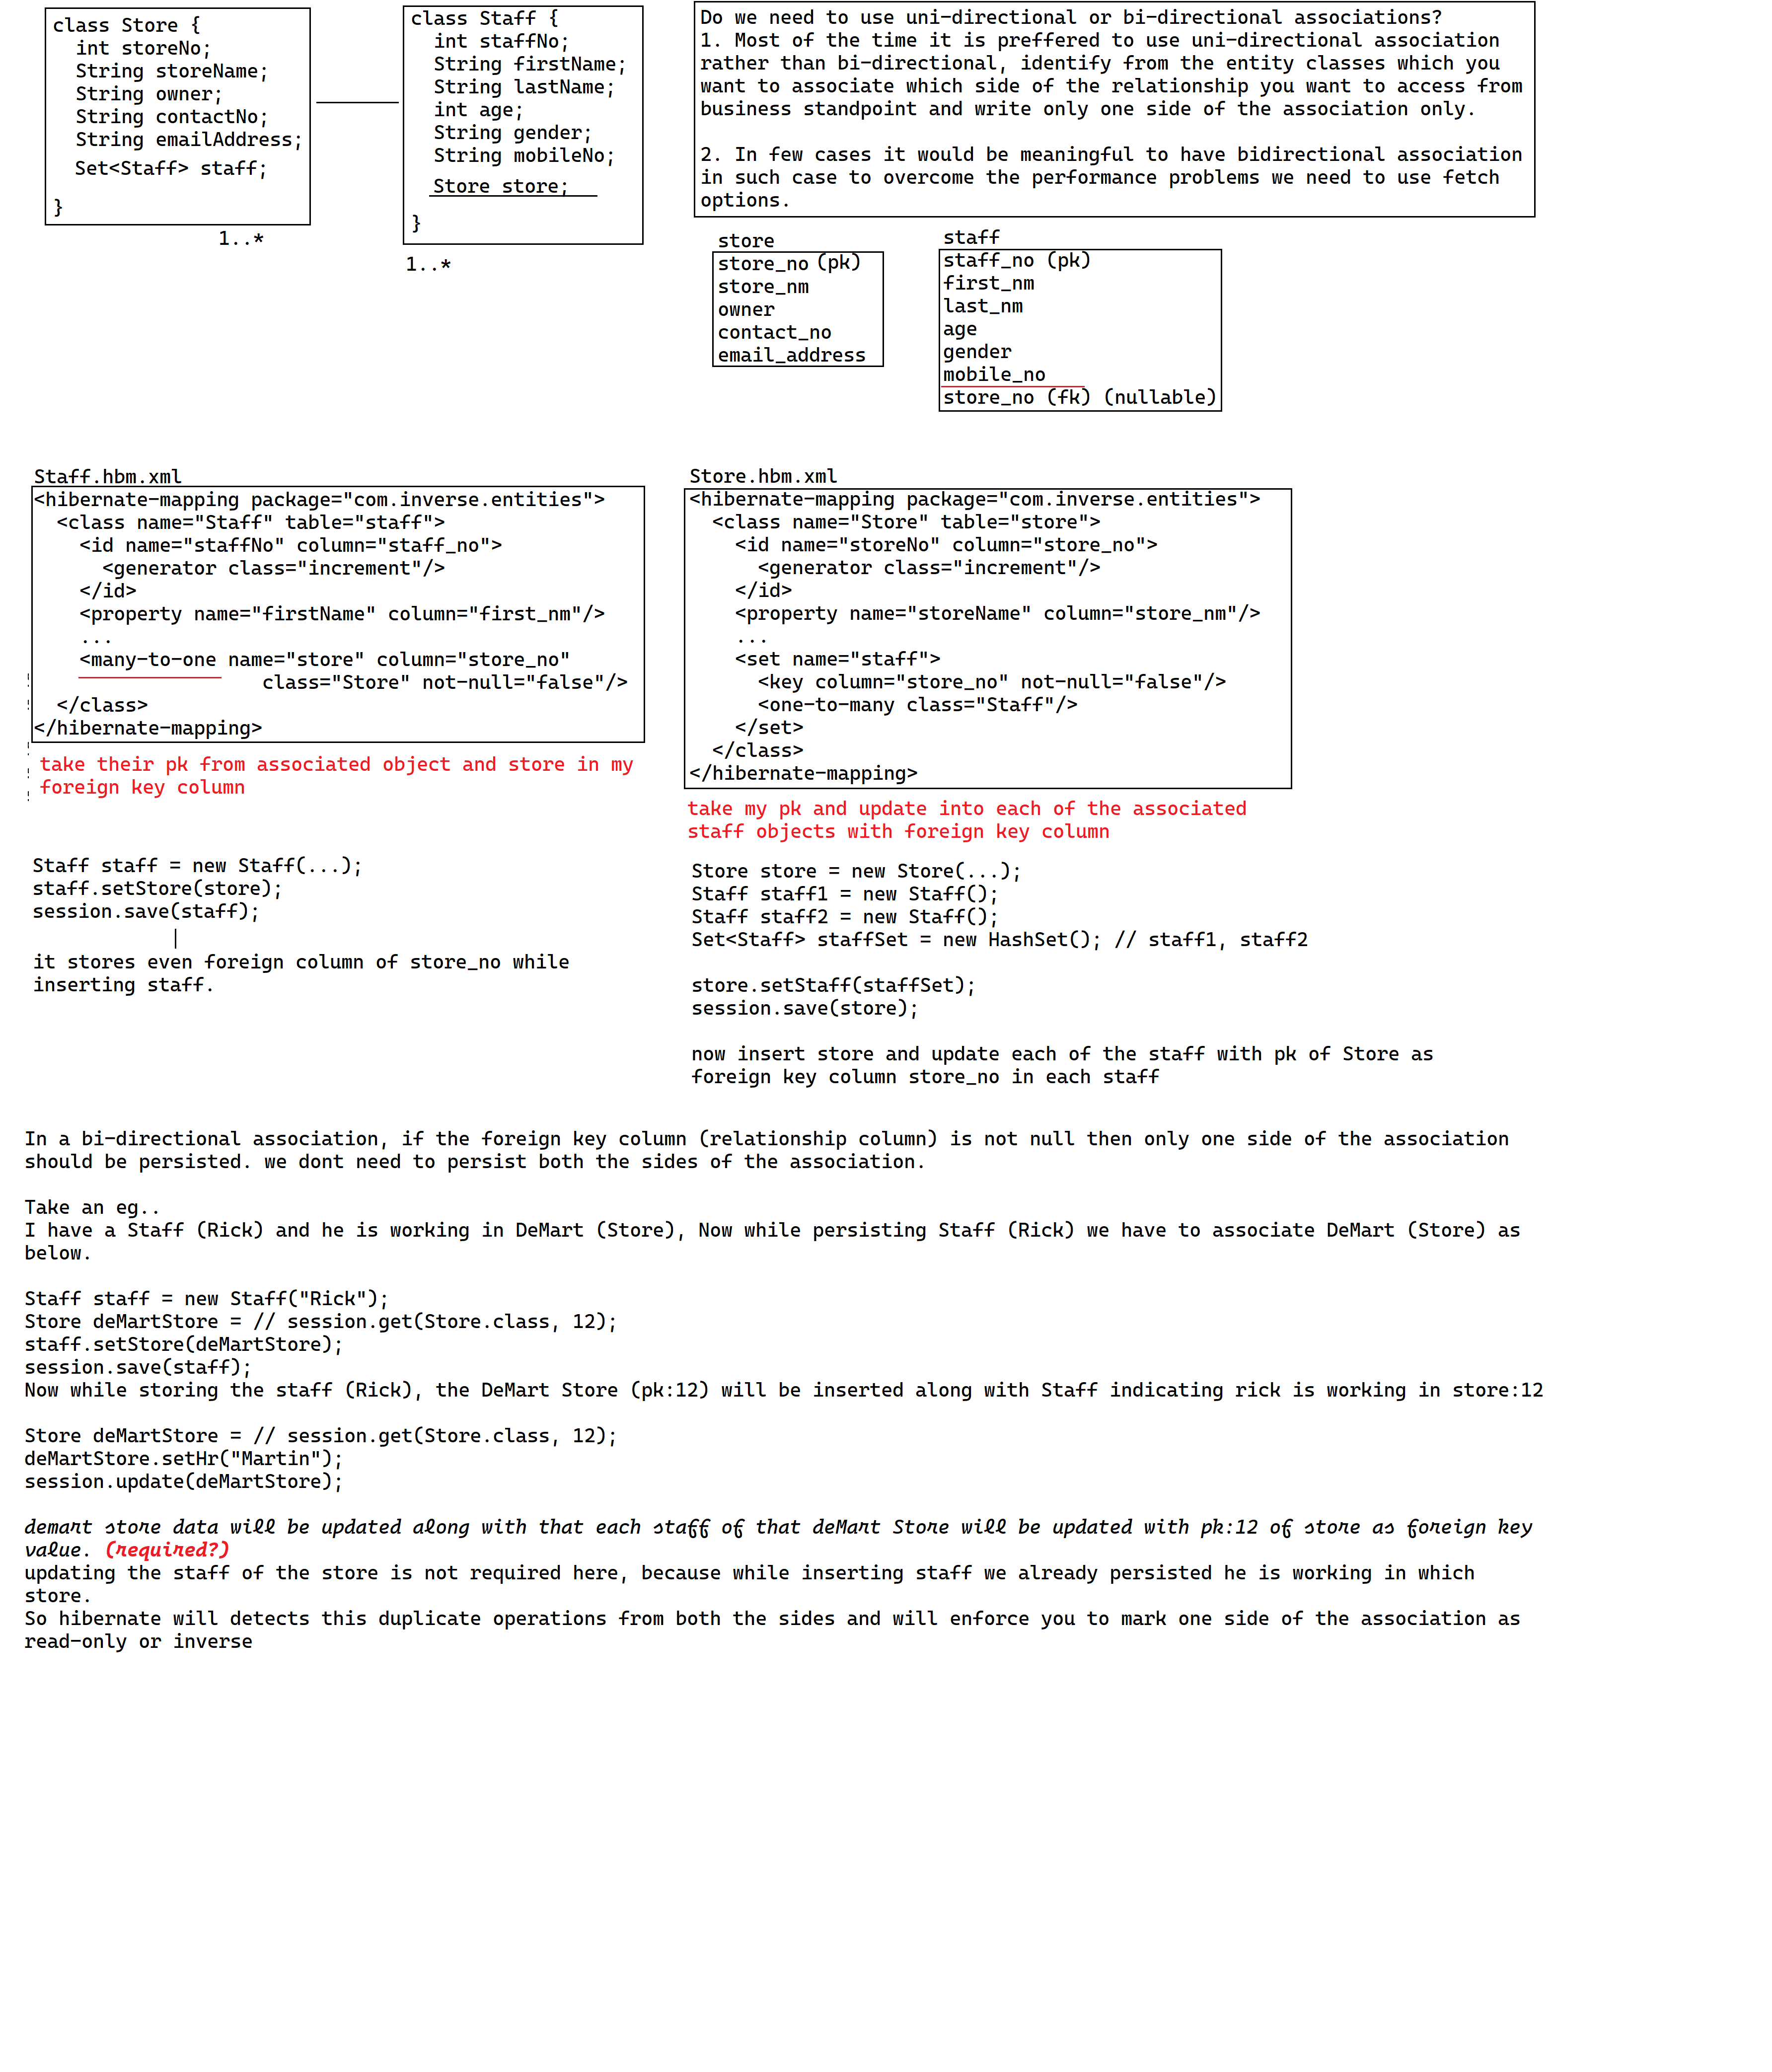 class Store {
int storeNo;
String storeName;
String owner;
String contactNo;
String emailAddress;
Set<Staff> staff;
}
1..*
class Staff {
int staffNo;
String firstName;
String lastName;
int age;
String gender;
String mobileNo;
Store store;
}
1..*
Do we need to use uni-directional or bi-directional associations?
1. Most of the time it is preffered to use uni-directional association
rather than bi-directional, identify from the entity classes which you
want to associate which side of the relationship you want to access from
business standpoint and write only one side of the association only.
2. In few cases it would be meaningful to have bidirectional association
in such case to overcome the performance problems we need to use fetch
options.
store
store_no (pk)
store_nm
owner
contact_no
email_address
staff
staff_no (pk)
first_nm
last_nm
age
gender
mobile_no
store_no (fk) (nullable)
Staff.hbm.xml
<hibernate-mapping package="com.inverse.entities">
<class name="Staff" table="staff">
<id name="staffNo" column="staff_no">
<generator class="increment"/>
</id>
<property name="firstName" column="first_nm"/>
...
<many-to-one name="store" column="store_no"
class="Store" not-null="false"/>
</class>
</hibernate-mapping>
take their pk from associated object and store in my
foreign key column
Staff staff = new Staff(...);
staff.setStore(store);
session.save(staff);
it stores even foreign column of store_no while
inserting staff.
Store.hbm.xml
<hibernate-mapping package="com.inverse.entities">
<class name="Store" table="store">
<id name="storeNo" column="store_no">
<generator class="increment"/>
</id>
<property name="storeName" column="store_nm"/>
...
<set name="staff">
<key column="store_no" not-null="false"/>
<one-to-many class="Staff"/>
</set>
</class>
</hibernate-mapping>
take my pk and update into each of the associated
staff objects with foreign key column
Store store = new Store(...);
Staff staff1 = new Staff();
Staff staff2 = new Staff();
Set<Staff> staffSet = new HashSet(); // staff1, staff2
store.setStaff(staffSet);
session.save(store);
now insert store and update each of the staff with pk of Store as
foreign key column store_no in each staff
In a bi-directional association, if the foreign key column (relationship column) is not null then only one side of the association
should be persisted. we dont need to persist both the sides of the association.
Take an eg..
I have a Staff (Rick) and he is working in DeMart (Store), Now while persisting Staff (Rick) we have to associate DeMart (Store) as
below.
Staff staff = new Staff("Rick");
Store deMartStore = // session.get(Store.class, 12);
staff.setStore(deMartStore);
session.save(staff);
Now while storing the staff (Rick), the DeMart Store (pk:12) will be inserted along with Staff indicating rick is working in store:12
Store deMartStore = // session.get(Store.class, 12);
deMartStore.setHr("Martin");
session.update(deMartStore);
demart store data will be updated along with that each staff of that deMart Store will be updated with pk:12 of store as foreign key
value. (required?)
updating the staff of the store is not required here, because while inserting staff we already persisted he is working in which
store.
So hibernate will detects this duplicate operations from both the sides and will enforce you to mark one side of the association as
read-only or inverse